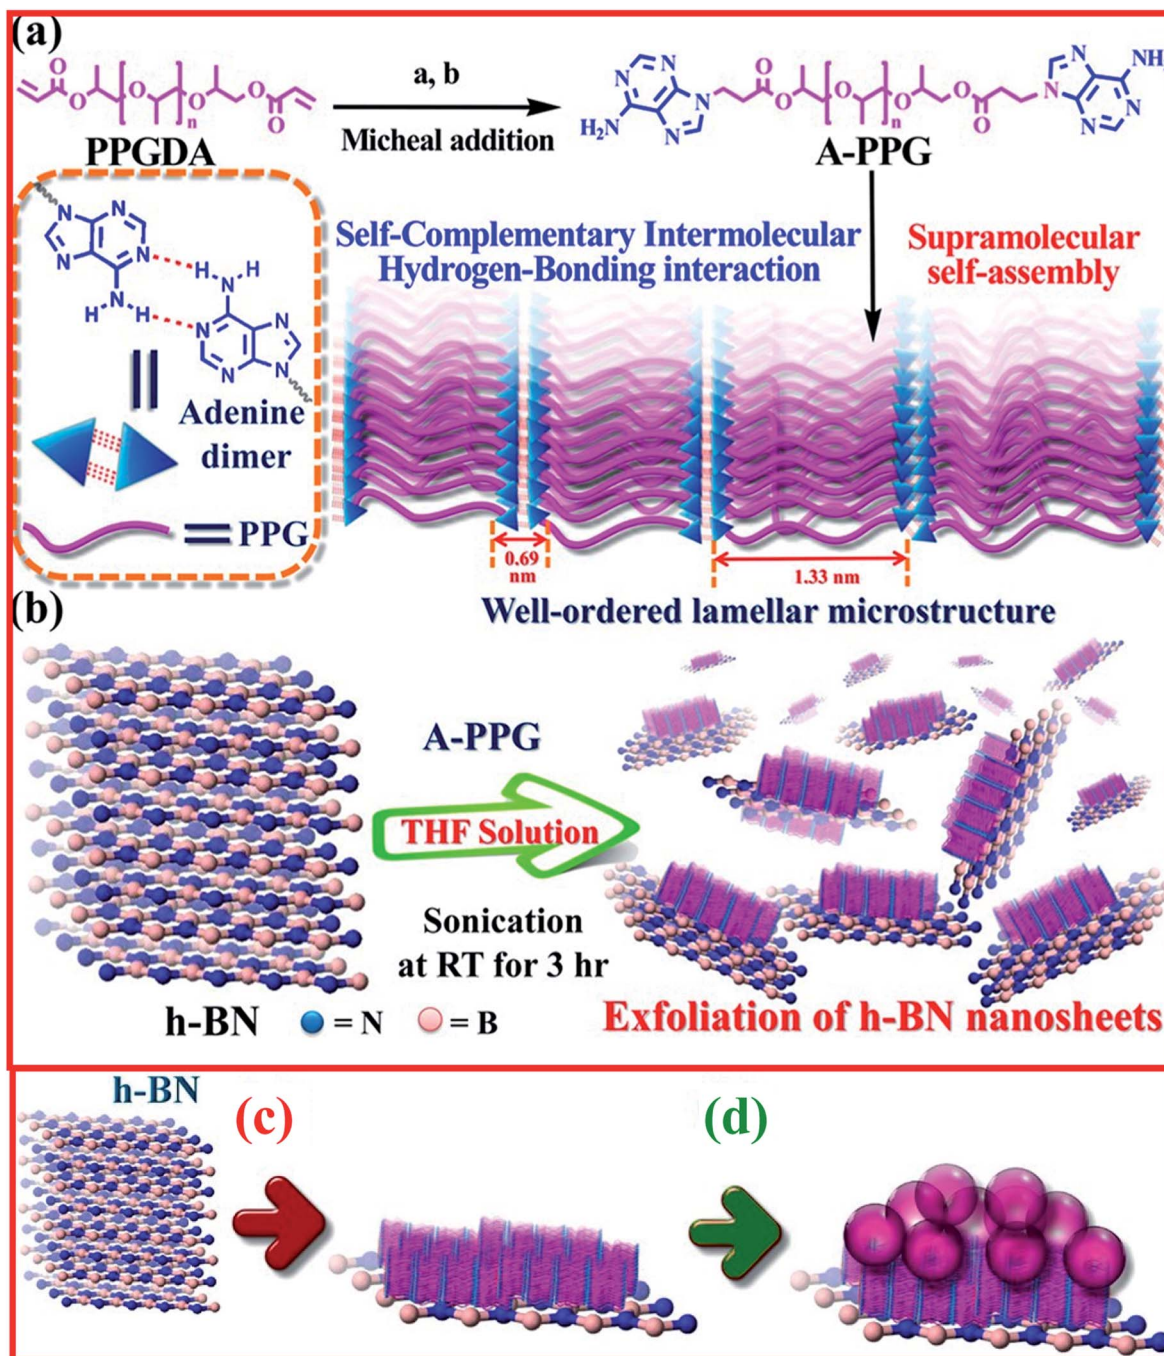 (a)
O
O
O
O
O
n
PPGDA
a, b
Micheal addition
N
N
N
N
H₂N
O
O
O
O
O
O
n
N
N
N
N
NH
A-PPG
N
N
N
N
H
H
N
H
H
N
N
N
N
N
Adenine
dimer
PPG
Self-Complementary Intermolecular
Hydrogen-Bonding interaction
Supramolecular
self-assembly
0.69
nm
1.33 nm
Well-ordered lamellar microstructure
(b)
A-PPG
THF Solution
Sonication
at RT for 3 hr
h-BN
= N
= B
Exfoliation of h-BN nanosheets
h-BN
(c)
(d)